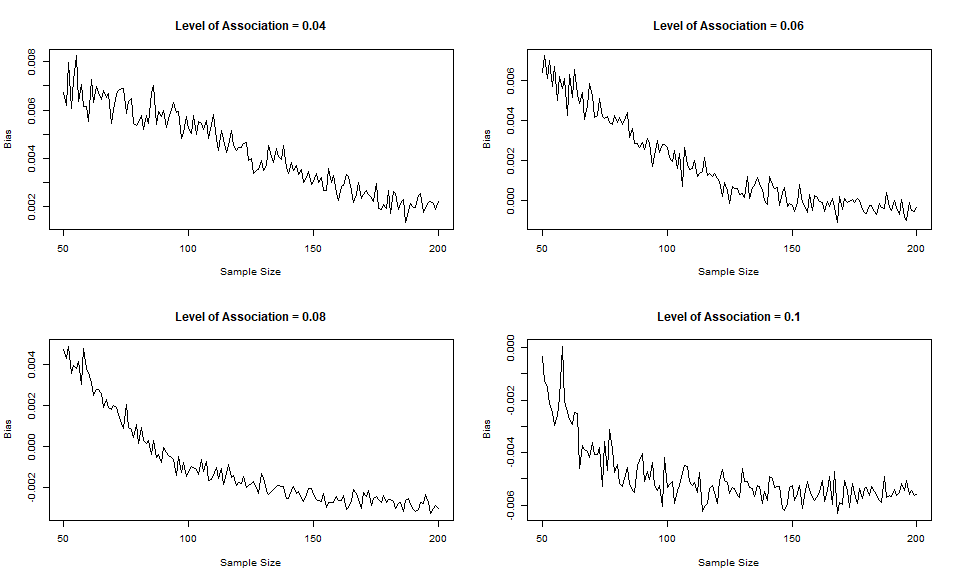 Level of Association = 0.04
Bias
0.002 0.004 0.006 0.008
50 100 150 200
Sample Size
Level of Association = 0.06
Bias
0.000 0.002 0.004 0.006
50 100 150 200
Sample Size
Level of Association = 0.08
Bias
-0.002 0.000 0.002 0.004
50 100 150 200
Sample Size
Level of Association = 0.1
Bias
-0.006 -0.004 -0.002 0.000
50 100 150 200
Sample Size